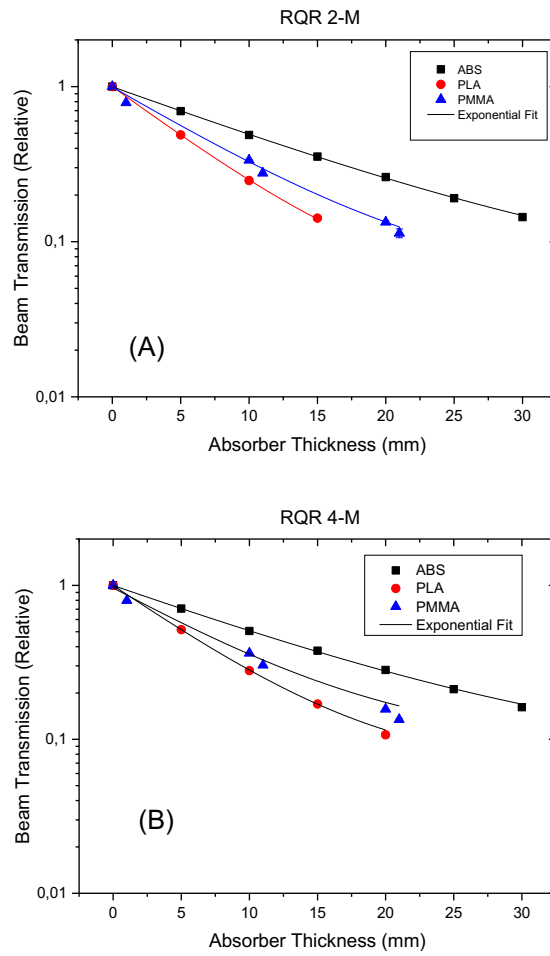 RQR 2-M
ABS
PLA
PMMA
Exponential Fit
1
0,1
0,01
Beam Transmission (Relative)
(A)
0 5 10 15 20 25 30
Absorber Thickness (mm)
RQR 4-M
ABS
PLA
PMMA
Exponential Fit
1
0,1
0,01
Beam Transmission (Relative)
(B)
0 5 10 15 20 25 30
Absorber Thickness (mm)